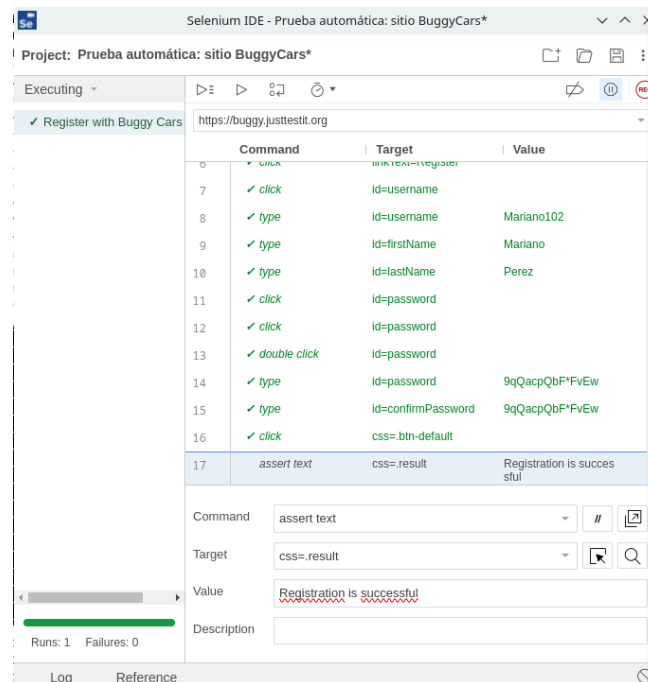 Se
Selenium IDE - Prueba automática: sitio BuggyCars*
Project: Prueba automática: sitio BuggyCars*
Executing
✓ Register with Buggy Cars
https://buggy.justtestit.org
Command Target Value
6 ✓ click linkText=Register
7 ✓ click id=username
8 ✓ type id=username Mariano102
9 ✓ type id=firstName Mariano
10 ✓ type id=lastName Perez
11 ✓ click id=password
12 ✓ click id=password
13 ✓ double click id=password
14 ✓ type id=password 9qQacpQbF*FvEw
15 ✓ type id=confirmPassword 9qQacpQbF*FvEw
16 ✓ click css=.btn-default
17 assert text css=.result Registration is succes
sful
Command assert text //
Target css=.result
Value Registration is successful
Description
Runs: 1 Failures: 0
Log Reference